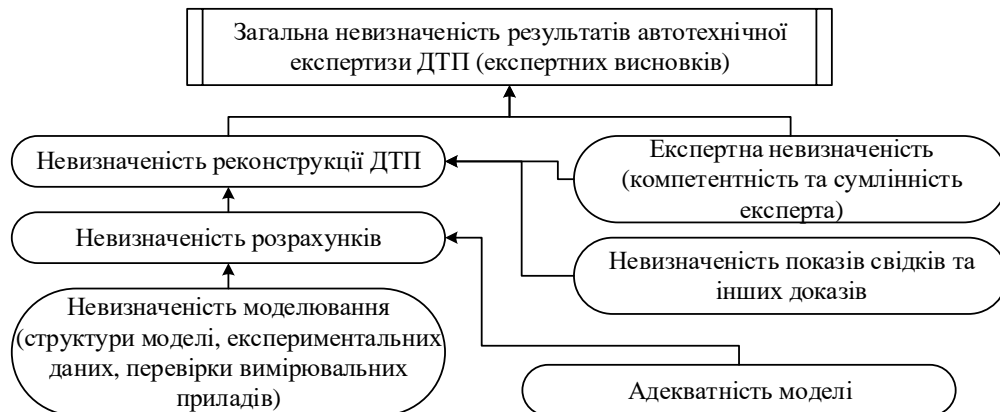 Загальна невизначеність результатів автотехнічної
експертизи ДТП (експертних висновків)
Невизначеність реконструкції ДТП
Експертна невизначеність
(компетентність та сумлінність
експерта)
Невизначеність розрахунків
Невизначеність показів свідків та
інших доказів
Невизначеність моделювання
(структури моделі, експериментальних
даних, перевірки вимірювальних
приладів)
Адекватність моделі